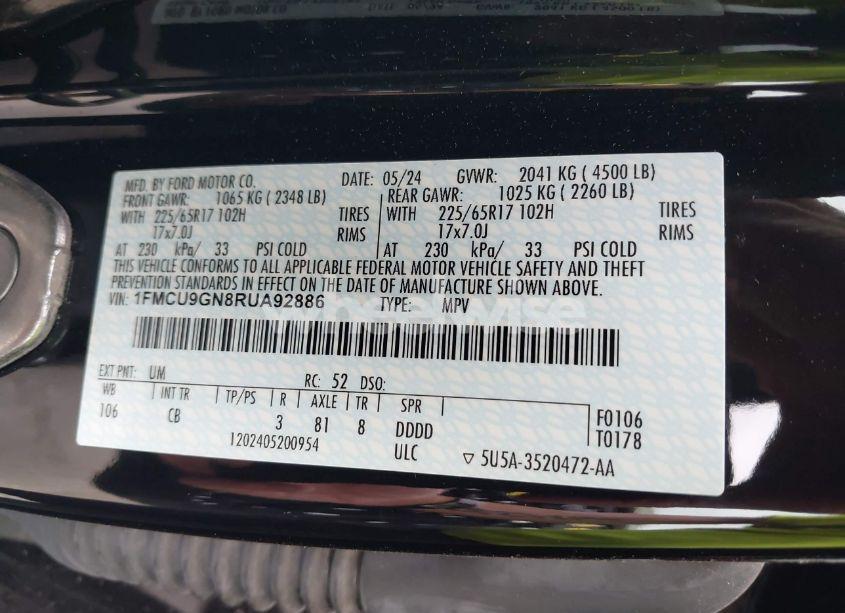 MFD. BY FORD MOTOR CO. DATE: 05/24 GVWR: 2041 KG ( 4500 LB)
FRONT GAWR: 1065 KG ( 2348 LB) REAR GAWR: 1025 KG ( 2260 LB)
WITH 225/65R17 102H TIRES WITH 225/65R17 102H TIRES
17x7.0J RIMS 17x7.0J RIMS
AT 230 kPa/ 33 PSI COLD AT 230 kPa/ 33 PSI COLD
THIS VEHICLE CONFORMS TO ALL APPLICABLE FEDERAL MOTOR VEHICLE SAFETY AND THEFT
PREVENTION STANDARDS IN EFFECT ON THE DATE OF MANUFACTURE SHOWN ABOVE.
VIN: 1FMCU9GN8RUA92886 TYPE: MPV
wheelwise
EXT PNT: UM RC: 52 DSO:
WB INT TR TP/PS R AXLE TR SPR
106 CB 3 81 8 DDDD F0106
T0178
1202405200954 ULC ▽ 5U5A-3520472-AA